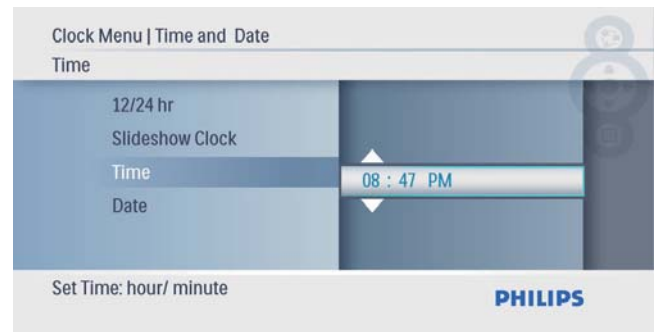 Clock Menu | Time and Date
Time
12/24 hr
Slideshow Clock
Time
08 : 47 PM
Date
Set Time: hour/ minute
PHILIPS